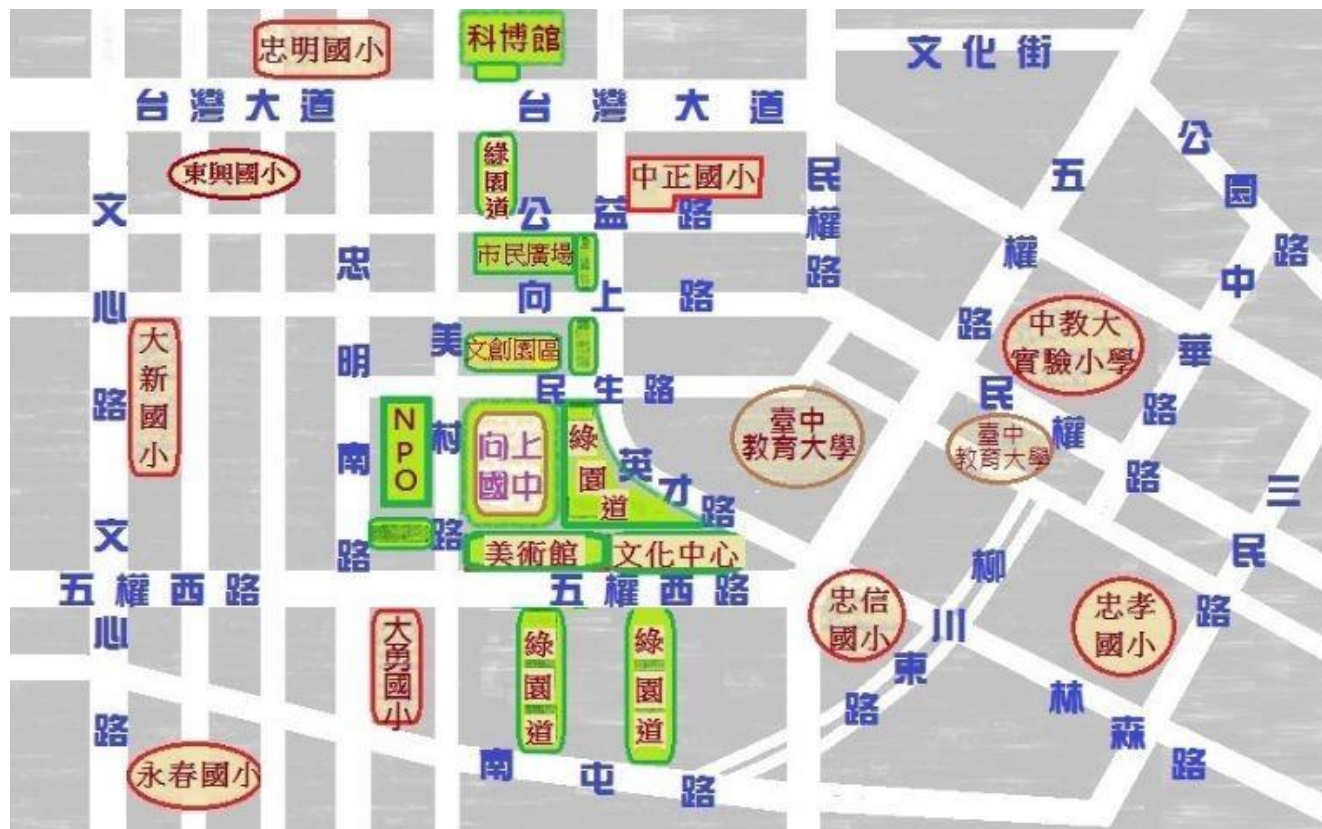 忠明國小
科博館
文化街
台灣大道
台灣大道
東興國小
綠園道
中正國小
民權路
五權路
公園路
文心路
公益路
忠明南路
市民廣場
向上路
中華路
大新國小
美村路
文創園區
民生路
中教大
實驗小學
NPO
向上
國中
綠園道
英才路
臺中
教育大學
臺中
教育大學
民權路
三民路
美術館
文化中心
五權西路
五權西路
忠信
國小
柳川東路
忠孝
國小
文心路
大勇國小
綠園道
綠園道
林森路
永春國小
南屯路